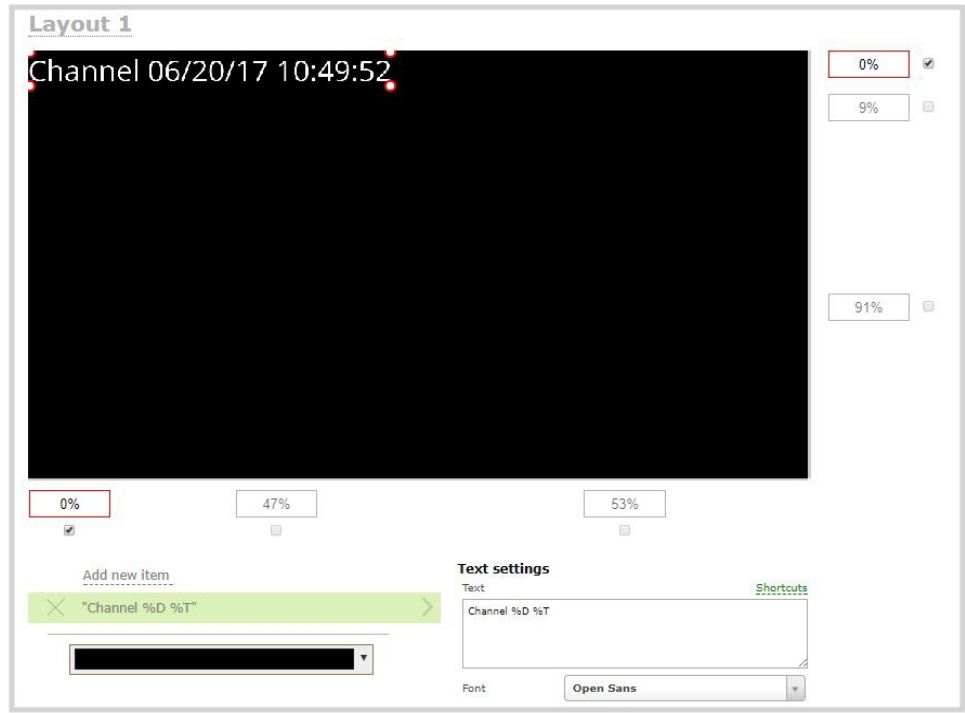 Layout 1
Channel 06/20/17 10:49:52
0%
9%
91%
0% 47% 53%
Add new item
"Channel %D %T"
Text settings
Text Shortcuts
Channel %D %T
Font Open Sans